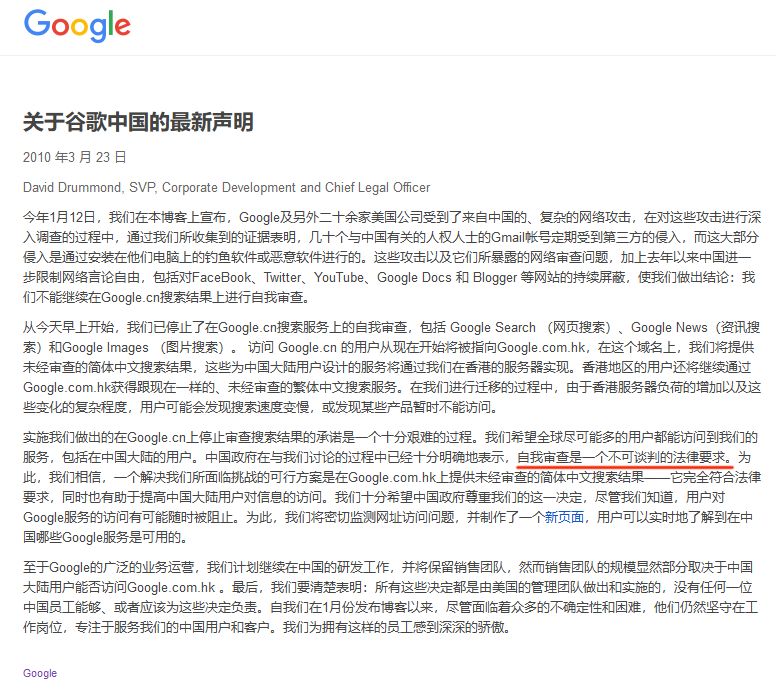 Google
关于谷歌中国的最新声明
2010 年3 月 23 日
David Drummond, SVP, Corporate Development and Chief Legal Officer
今年1月12日，我们在本博客上宣布，Google及另外二十余家美国公司受到了来自中国的、复杂的网络攻击，在对这些攻击进行深
入调查的过程中，通过我们所收集到的证据表明，几十个与中国有关的人权人士的Gmail帐号定期受到第三方的侵入，而这大部分
侵入是通过安装在他们电脑上的钓鱼软件或恶意软件进行的。这些攻击以及它们所暴露的网络审查问题，加上去年以来中国进一
步限制网络言论自由，包括对FaceBook、Twitter、YouTube、Google Docs 和 Blogger 等网站的持续屏蔽，使我们做出结论：我
们不能继续在Google.cn搜索结果上进行自我审查。
从今天早上开始，我们已停止了在Google.cn搜索服务上的自我审查，包括 Google Search （网页搜索）、Google News（资讯搜
索）和Google Images （图片搜索）。 访问 Google.cn 的用户从现在开始将被指向Google.com.hk，在这个域名上，我们将提供
未经审查的简体中文搜索结果，这些为中国大陆用户设计的服务将通过我们在香港的服务器实现。香港地区的用户还将继续通过
Google.com.hk获得跟现在一样的、未经审查的繁体中文搜索服务。在我们进行迁移的过程中，由于香港服务器负荷的增加以及这
些变化的复杂程度，用户可能会发现搜索速度变慢，或发现某些产品暂时不能访问。
实施我们做出的在Google.cn上停止审查搜索结果的承诺是一个十分艰难的过程。我们希望全球尽可能多的用户都能访问到我们的
服务，包括在中国大陆的用户。中国政府在与我们讨论的过程中已经十分明确地表示，自我审查是一个不可谈判的法律要求。为
此，我们相信，一个解决我们所面临挑战的可行方案是在Google.com.hk上提供未经审查的简体中文搜索结果——它完全符合法律
要求，同时也有助于提高中国大陆用户对信息的访问。我们十分希望中国政府尊重我们的这一决定，尽管我们知道，用户对
Google服务的访问有可能随时被阻止。为此，我们将密切监测网址访问问题，并制作了一个新页面，用户可以实时地了解到在中
国哪些Google服务是可用的。
至于Google的广泛的业务运营，我们计划继续在中国的研发工作，并将保留销售团队，然而销售团队的规模显然部分取决于中国
大陆用户能否访问Google.com.hk 。最后，我们要清楚表明：所有这些决定都是由美国的管理团队做出和实施的，没有任何一位
中国员工能够、或者应该为这些决定负责。自我们在1月份发布博客以来，尽管面临着众多的不确定性和困难，他们仍然坚守在工
作岗位，专注于服务我们的中国用户和客户。我们为拥有这样的员工感到深深的骄傲。
Google